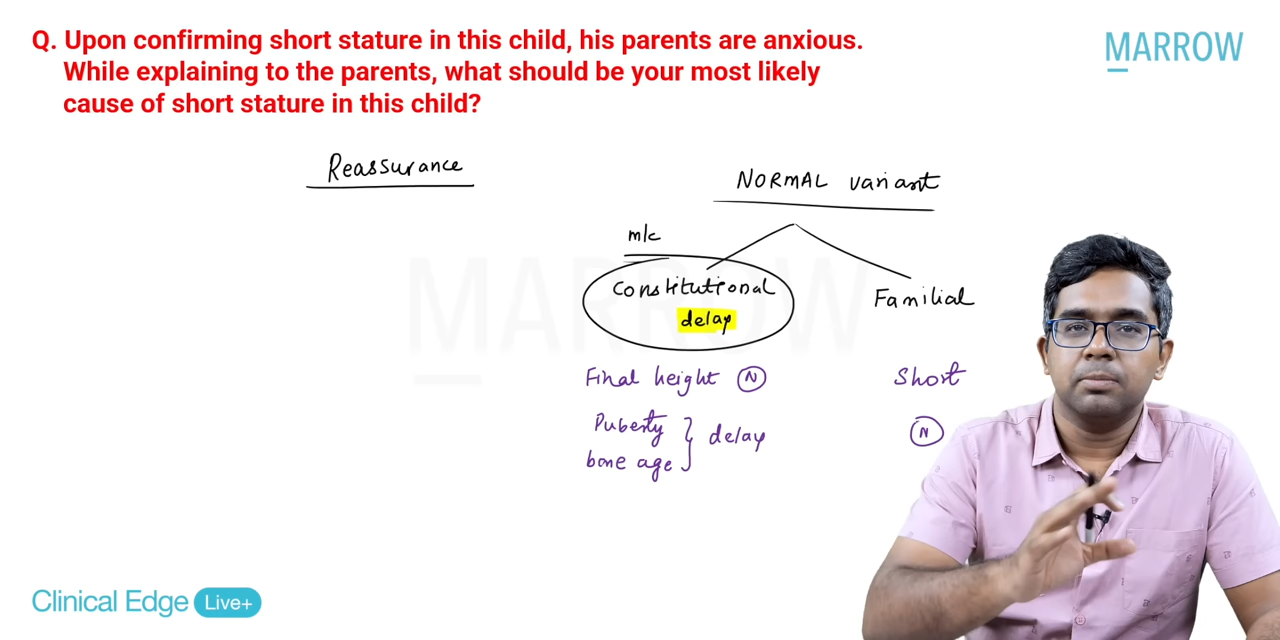 Q. Upon confirming short stature in this child, his parents are anxious.
While explaining to the parents, what should be your most likely
cause of short stature in this child?
MARROW
Reassurance
NORMAL variant
m/c
Constitutional
delay
Familial
MARROW
Final height N
Short
Puberty
bone age
delay
N
Clinical Edge Live+